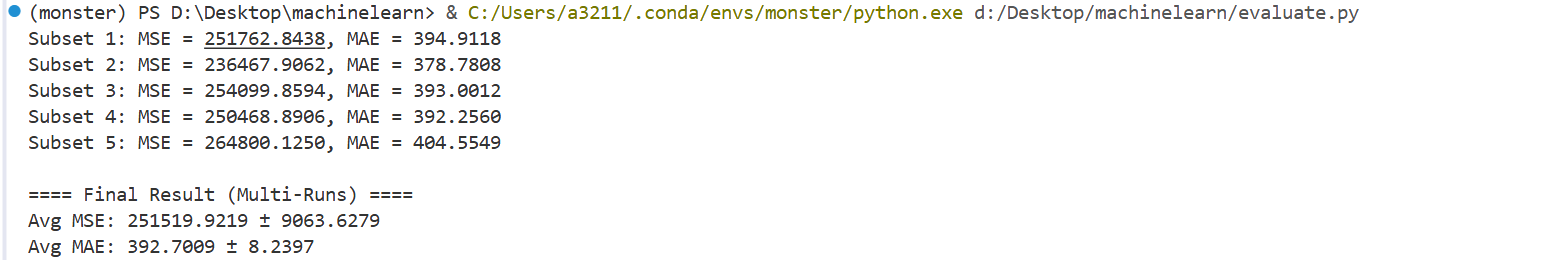 (monster) PS D:\Desktop\machinelearn> & C:/Users/a3211/.conda/envs/monster/python.exe d:/Desktop/machinelearn/evaluate.py
Subset 1: MSE = 251762.8438, MAE = 394.9118
Subset 2: MSE = 236467.9062, MAE = 378.7808
Subset 3: MSE = 254099.8594, MAE = 393.0012
Subset 4: MSE = 250468.8906, MAE = 392.2560
Subset 5: MSE = 264800.1250, MAE = 404.5549

==== Final Result (Multi-Runs) ====
Avg MSE: 251519.9219 ± 9063.6279
Avg MAE: 392.7009 ± 8.2397